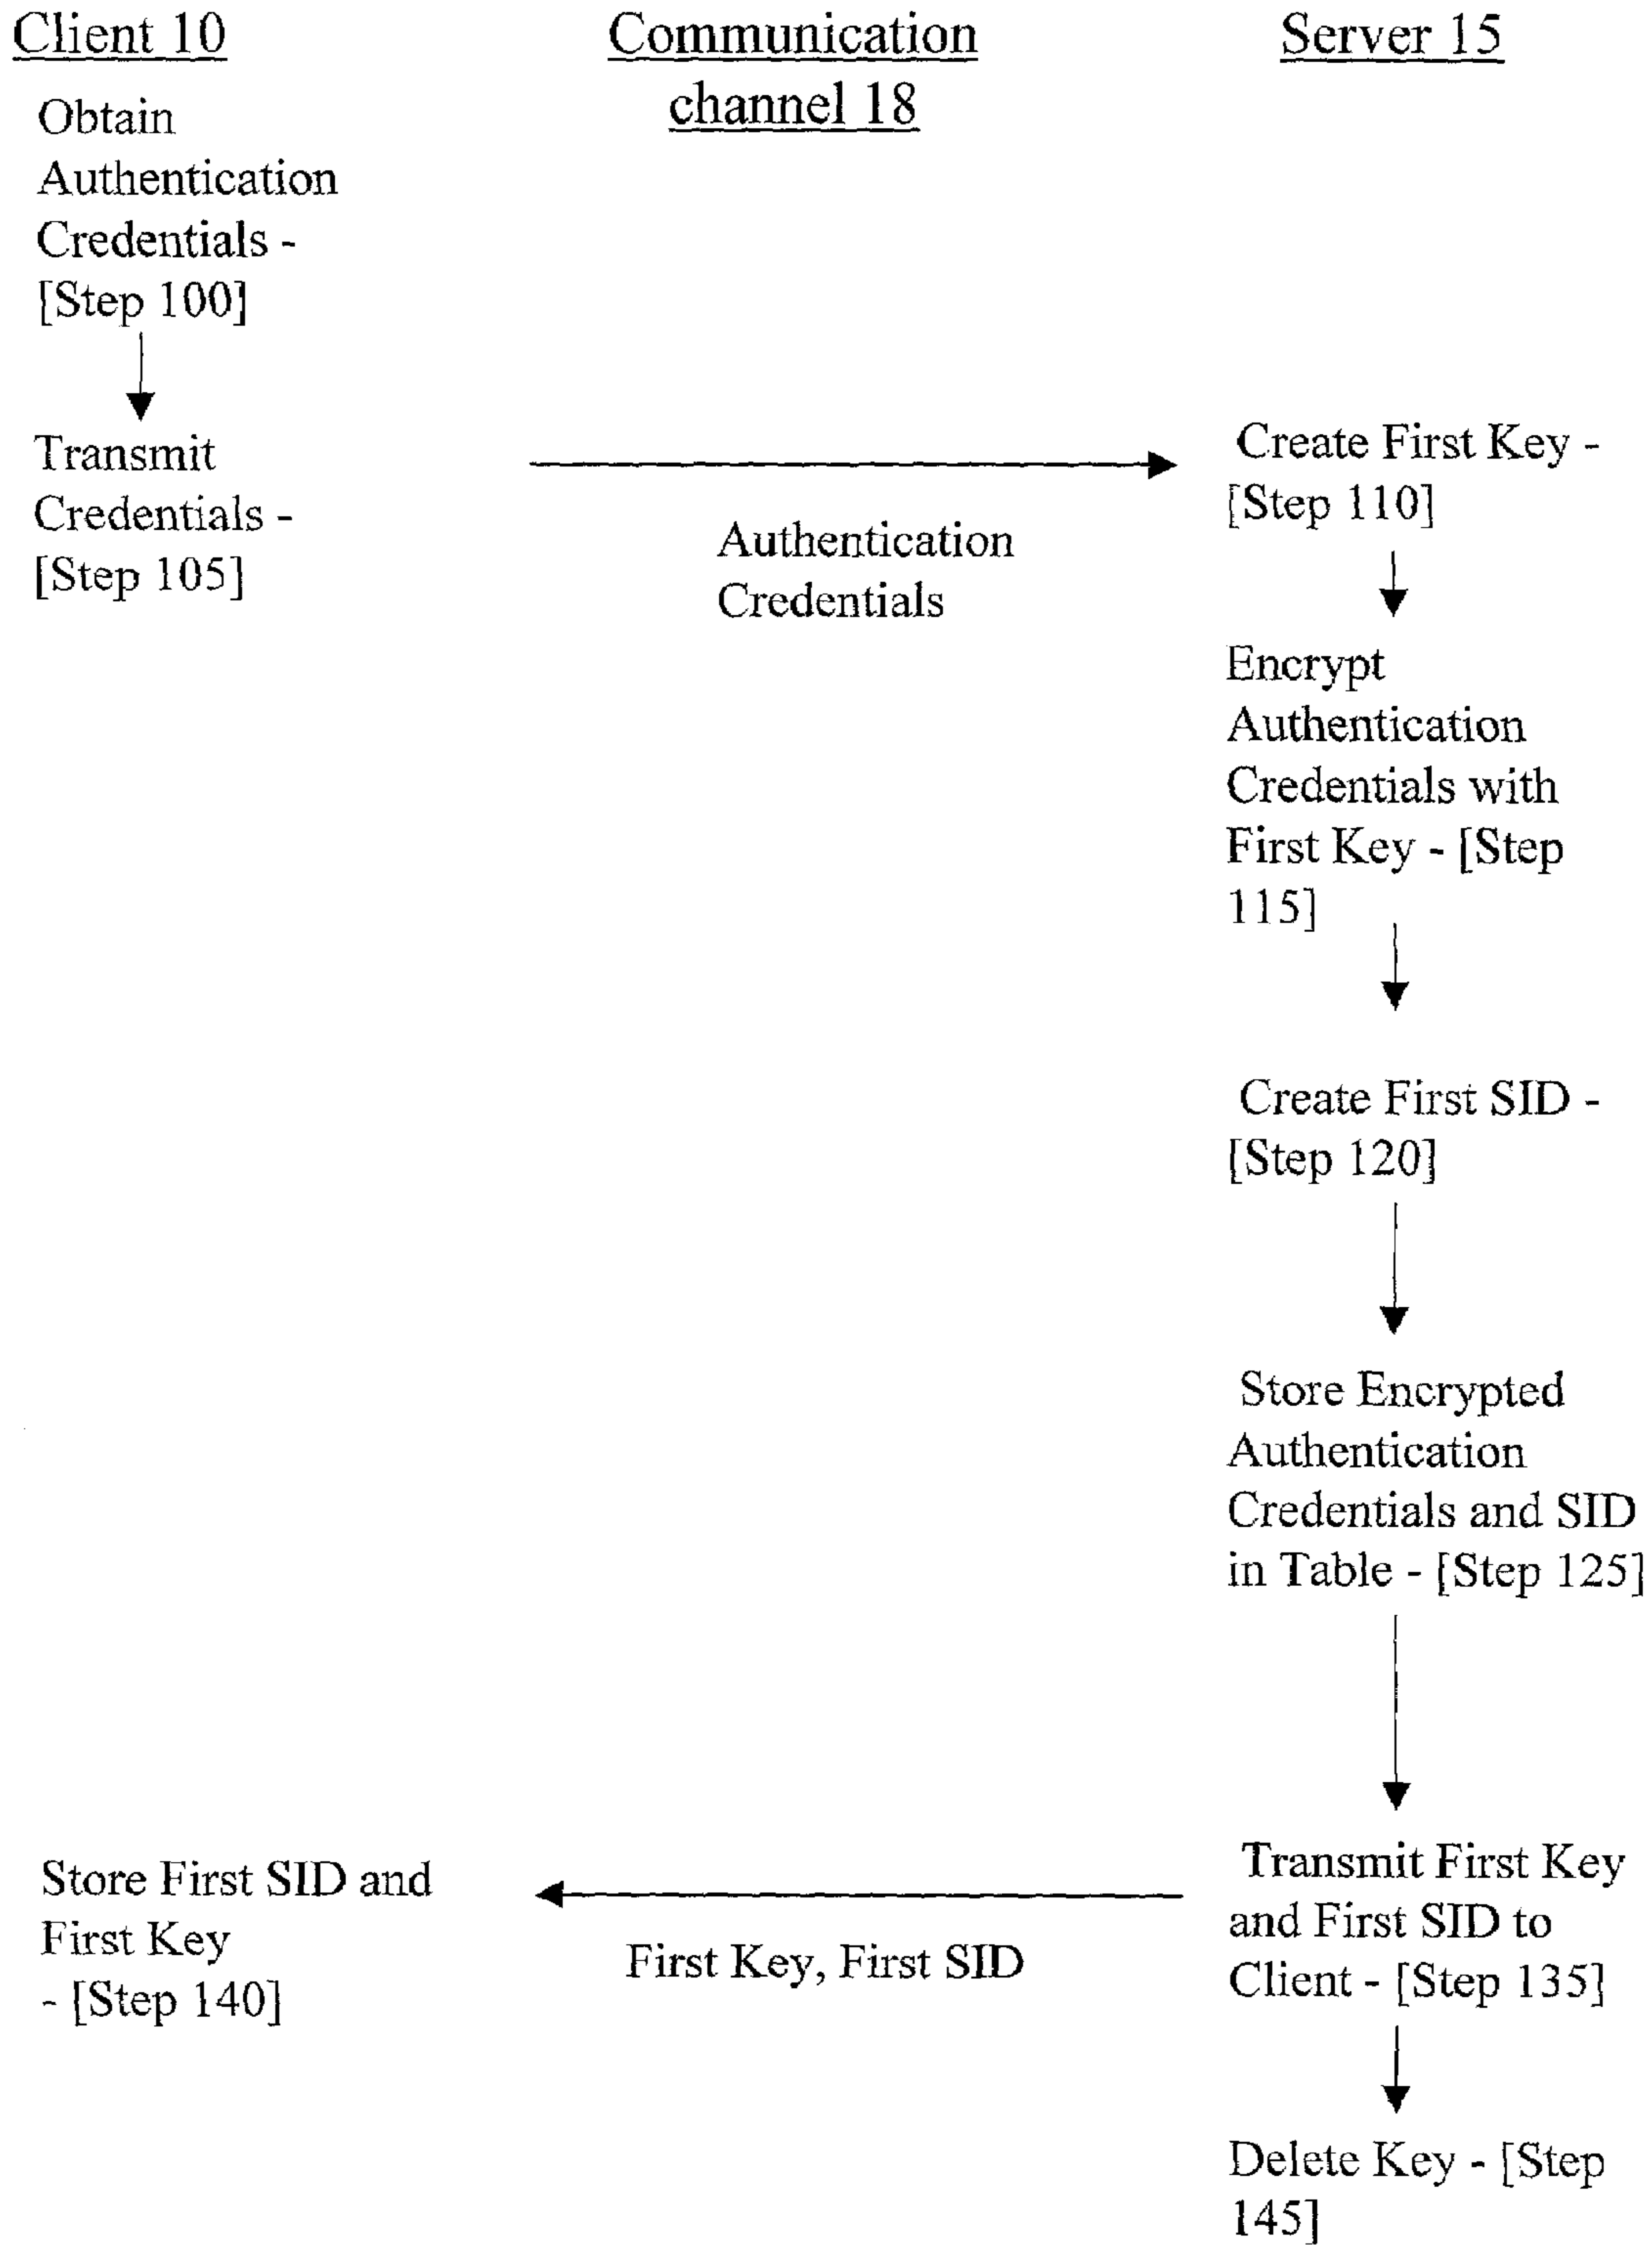 Client 10
Communication
channel 18
Server 15
Obtain
Authentication
Credentials -
[Step 100]
Transmit
Credentials -
[Step 105]
Authentication
Credentials
Create First Key -
[Step 110]
Encrypt
Authentication
Credentials with
First Key - [Step
115]
Create First SID -
[Step 120]
Store Encrypted
Authentication
Credentials and SID
in Table - [Step 125]
Transmit First Key
and First SID to
Client - [Step 135]
First Key, First SID
Store First SID and
First Key
- [Step 140]
Delete Key - [Step
145]